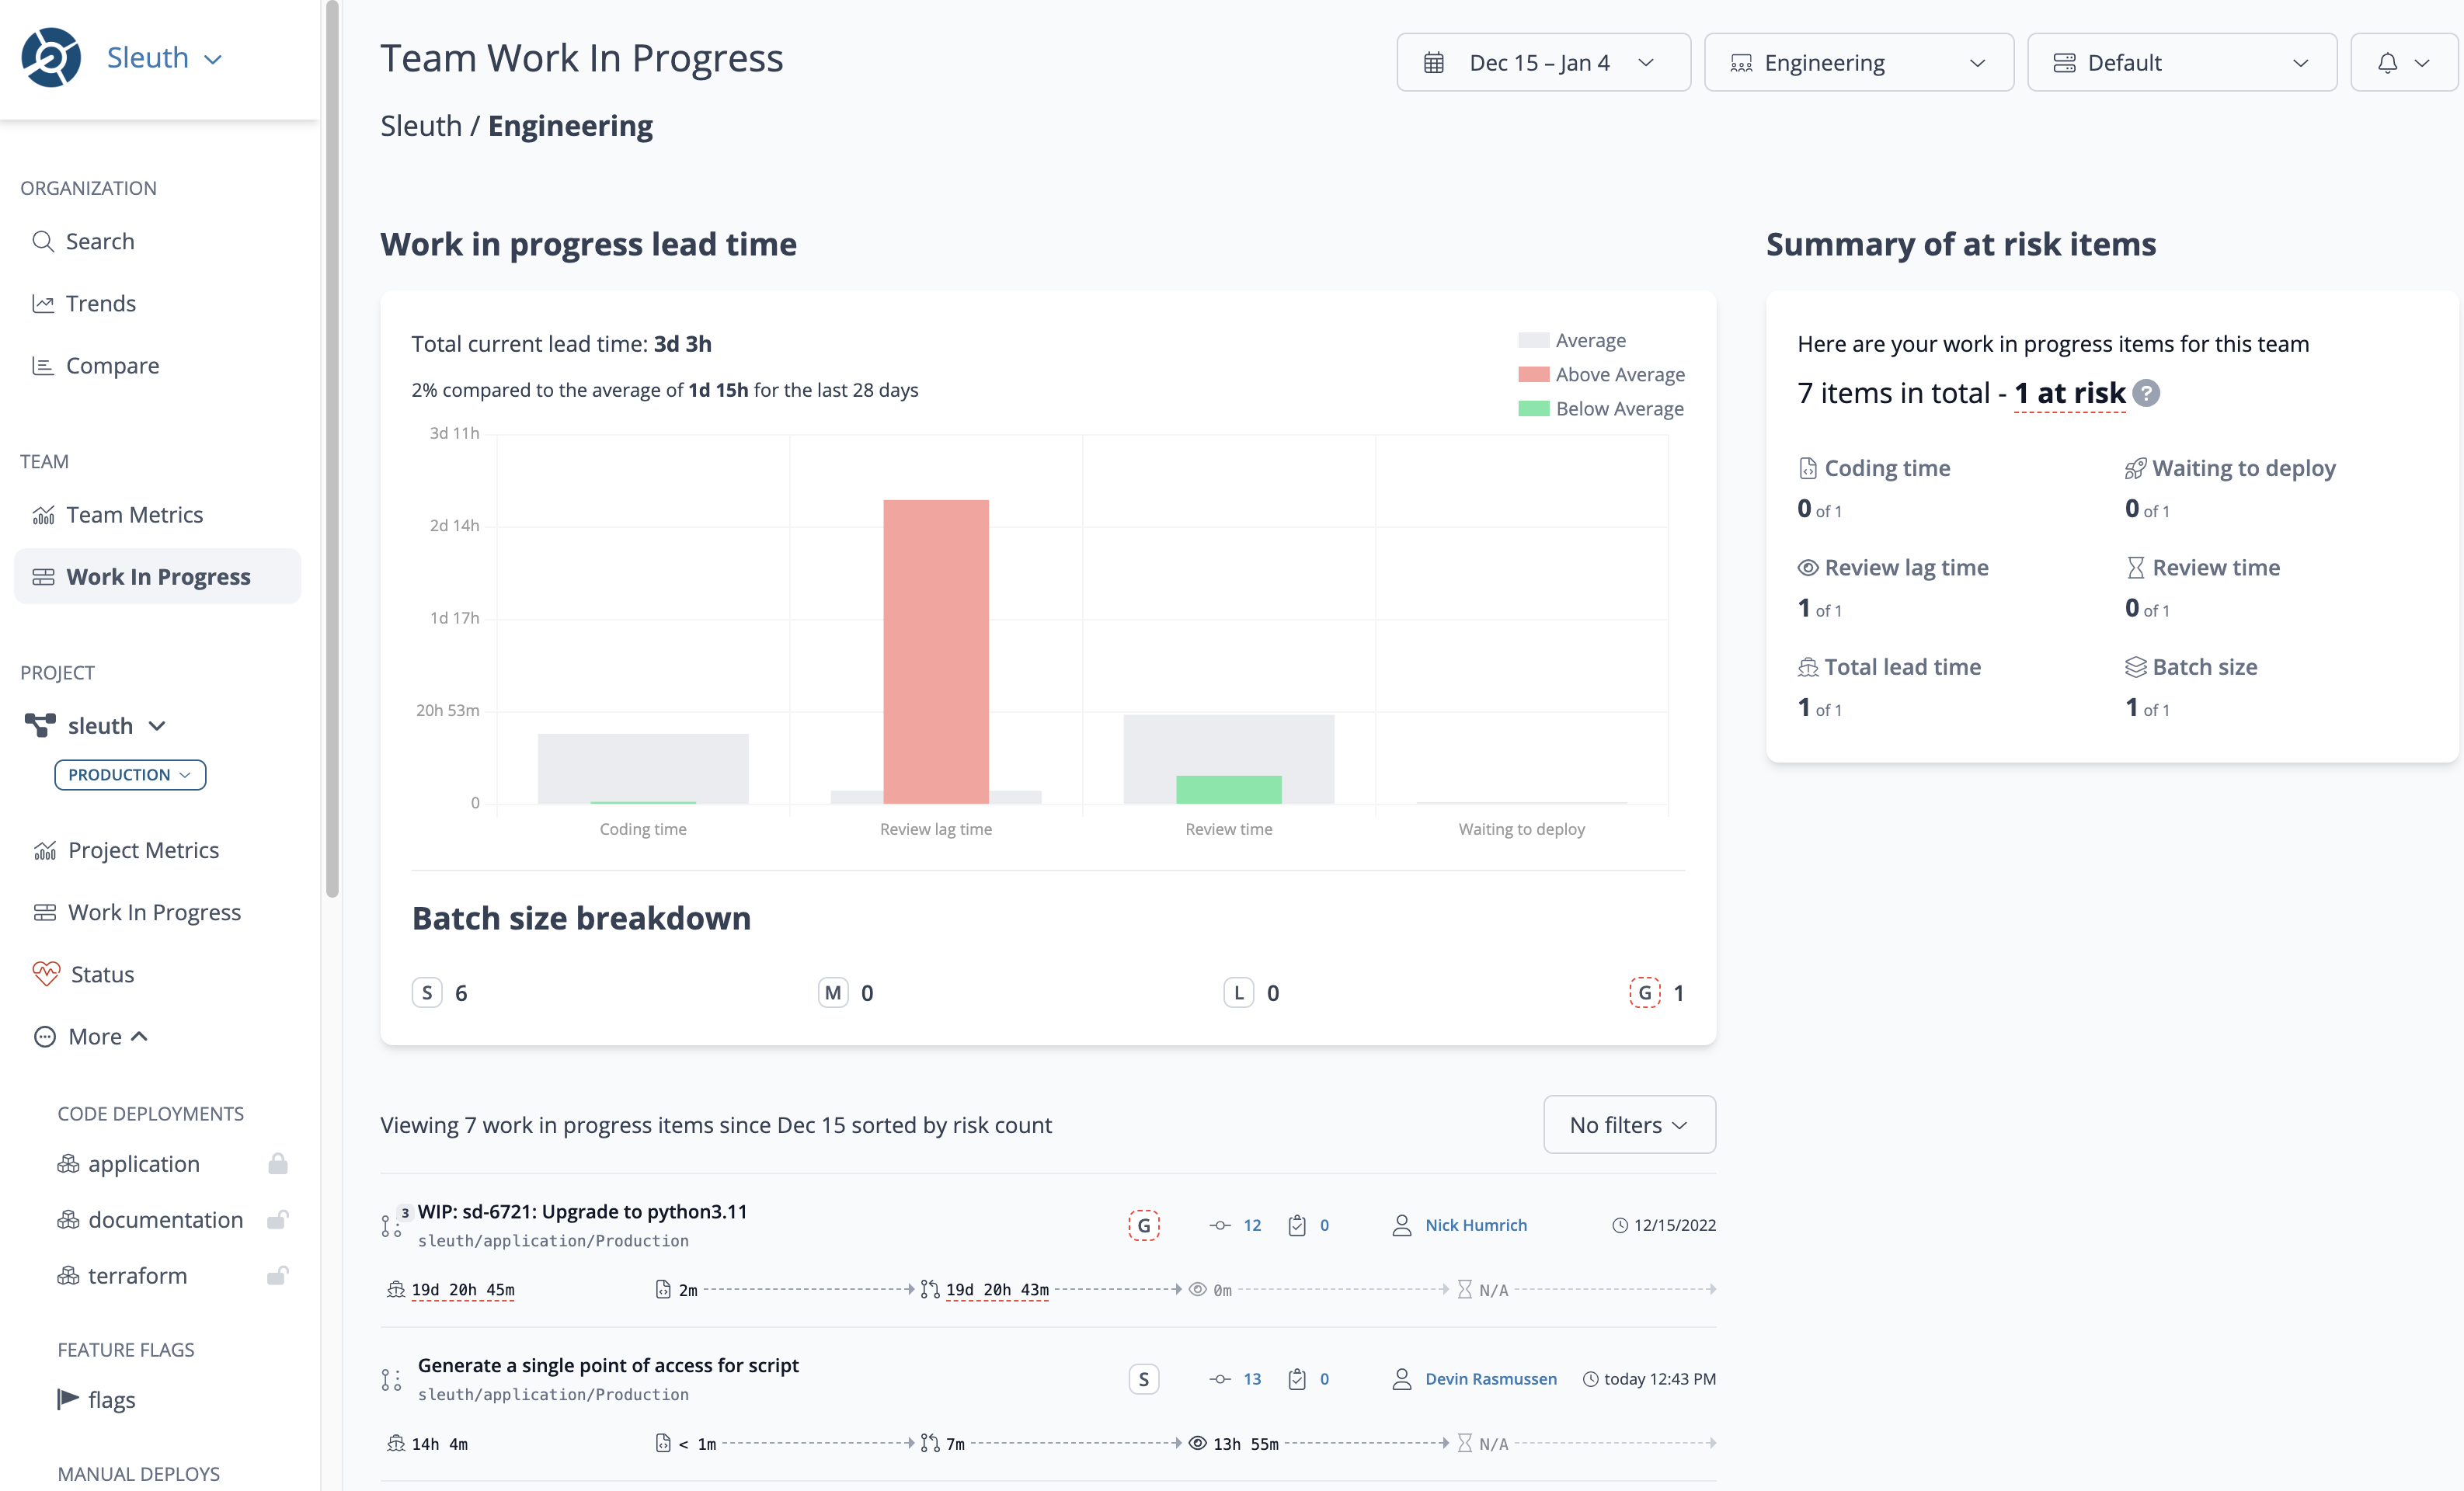 Sleuth
ORGANIZATION
Search
Trends
Compare
TEAM
Team Metrics
Work In Progress
PROJECT
sleuth
PRODUCTION
Project Metrics
Work In Progress
Status
More
CODE DEPLOYMENTS
application
documentation
terraform
FEATURE FLAGS
flags
MANUAL DEPLOYS
Team Work In Progress
Dec 15 – Jan 4
Engineering
Default
Sleuth / Engineering
Work in progress lead time
Total current lead time: 3d 3h
2% compared to the average of 1d 15h for the last 28 days
Average
Above Average
Below Average
3d 11h
2d 14h
1d 17h
20h 53m
0
Coding time
Review lag time
Review time
Waiting to deploy
Batch size breakdown
S 6
M 0
L 0
G 1
Summary of at risk items
Here are your work in progress items for this team
7 items in total - 1 at risk ?
Coding time
0 of 1
Waiting to deploy
0 of 1
Review lag time
1 of 1
Review time
0 of 1
Total lead time
1 of 1
Batch size
1 of 1
Viewing 7 work in progress items since Dec 15 sorted by risk count
No filters
3 WIP: sd-6721: Upgrade to python3.11
sleuth/application/Production
G 12 0 Nick Humrich 12/15/2022
19d 20h 45m 2m 19d 20h 43m 0m N/A
Generate a single point of access for script
sleuth/application/Production
S 13 0 Devin Rasmussen today 12:43 PM
14h 4m < 1m 7m 13h 55m N/A